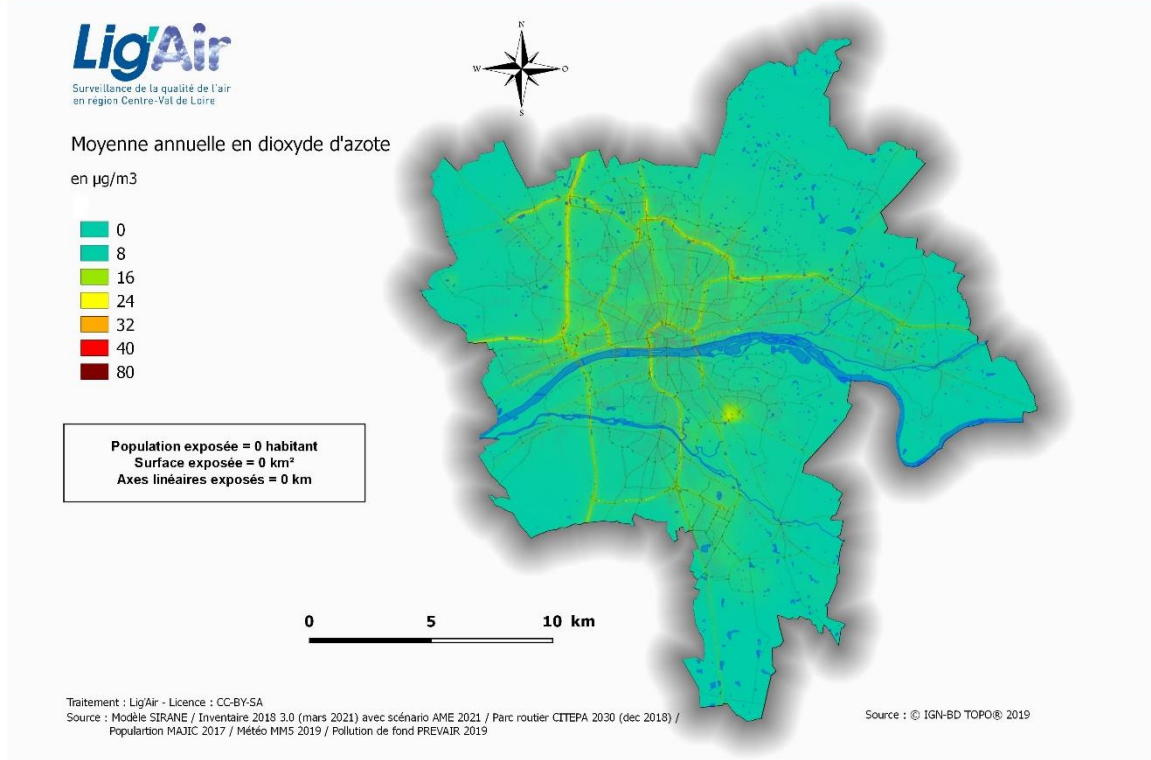 Lig'Air
Surveillance de la qualité de l'air
en région Centre-Val de Loire
N
W
O
S
Moyenne annuelle en dioxyde d'azote
en µg/m3
0
8
16
24
32
40
80
Population exposée = 0 habitant
Surface exposée = 0 km²
Axes linéaires exposés = 0 km
0 5 10 km
Traitement : Lig'Air - Licence : CC-BY-SA
Source : Modèle SIRANE / Inventaire 2018 3.0 (mars 2021) avec scénario AME 2021 / Parc routier CITEPA 2030 (dec 2018) /
Populartion MAJIC 2017 / Météo MM5 2019 / Pollution de fond PREVAIR 2019
Source : © IGN-BD TOPO® 2019